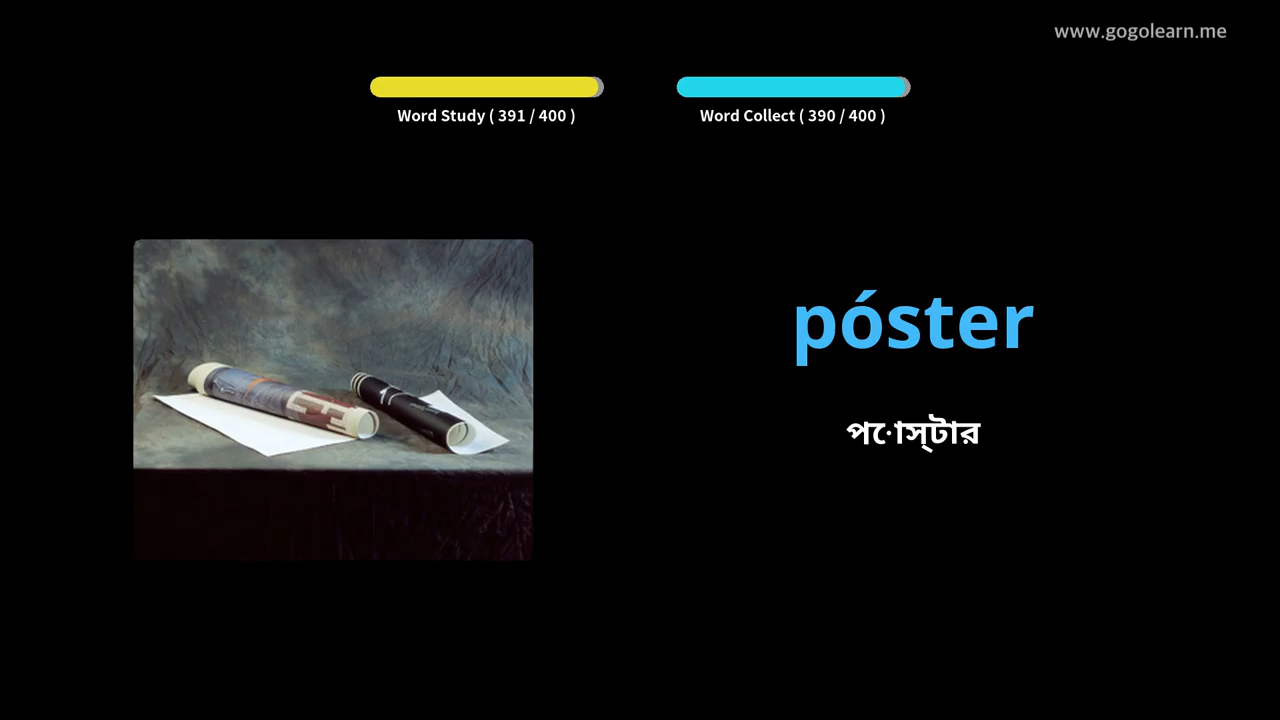 www.gogolearn.me
Word Study ( 391 / 400 )
Word Collect ( 390 / 400 )
póster
পোস্টার